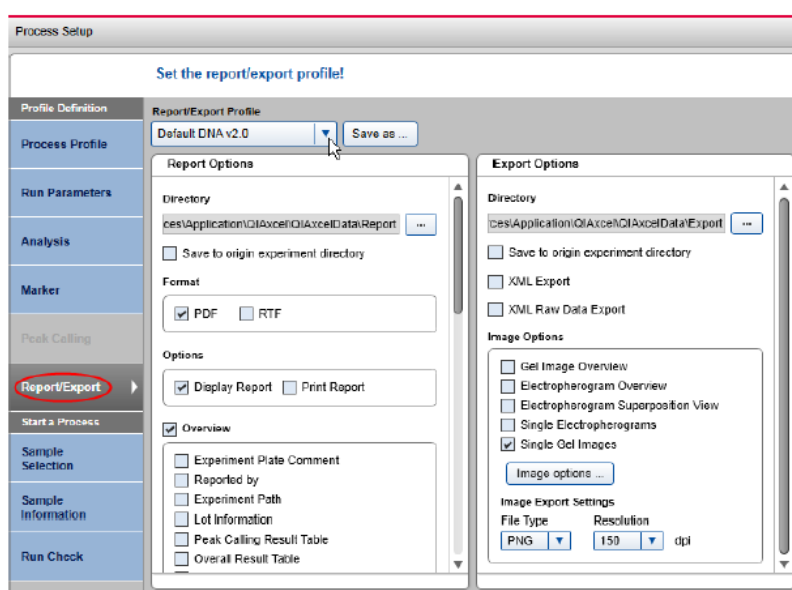 Process Setup
Set the report/export profile!
Profile Definition
Process Profile
Run Parameters
Analysis
Marker
Peak Calling
Report/Export
Start a Process
Sample
Selection
Sample
Information
Run Check
Report/Export Profile
Default DNA v2.0
Save as ...
Report Options
Directory
ces\Application\QIAxcel\QIAxcelData\Report
...
Save to origin experiment directory
Format
PDF RTF
Options
Display Report Print Report
Overview
Experiment Plate Comment
Reported by
Experiment Path
Lot Information
Peak Calling Result Table
Overall Result Table
Export Options
Directory
ces\Application\QIAxcel\QIAxcelData\Export
...
Save to origin experiment directory
XML Export
XML Raw Data Export
Image Options
Gel Image Overview
Electropherogram Overview
Electropherogram Superposition View
Single Electropherograms
Single Gel Images
Image options ...
Image Export Settings
File Type Resolution
PNG 150 dpi